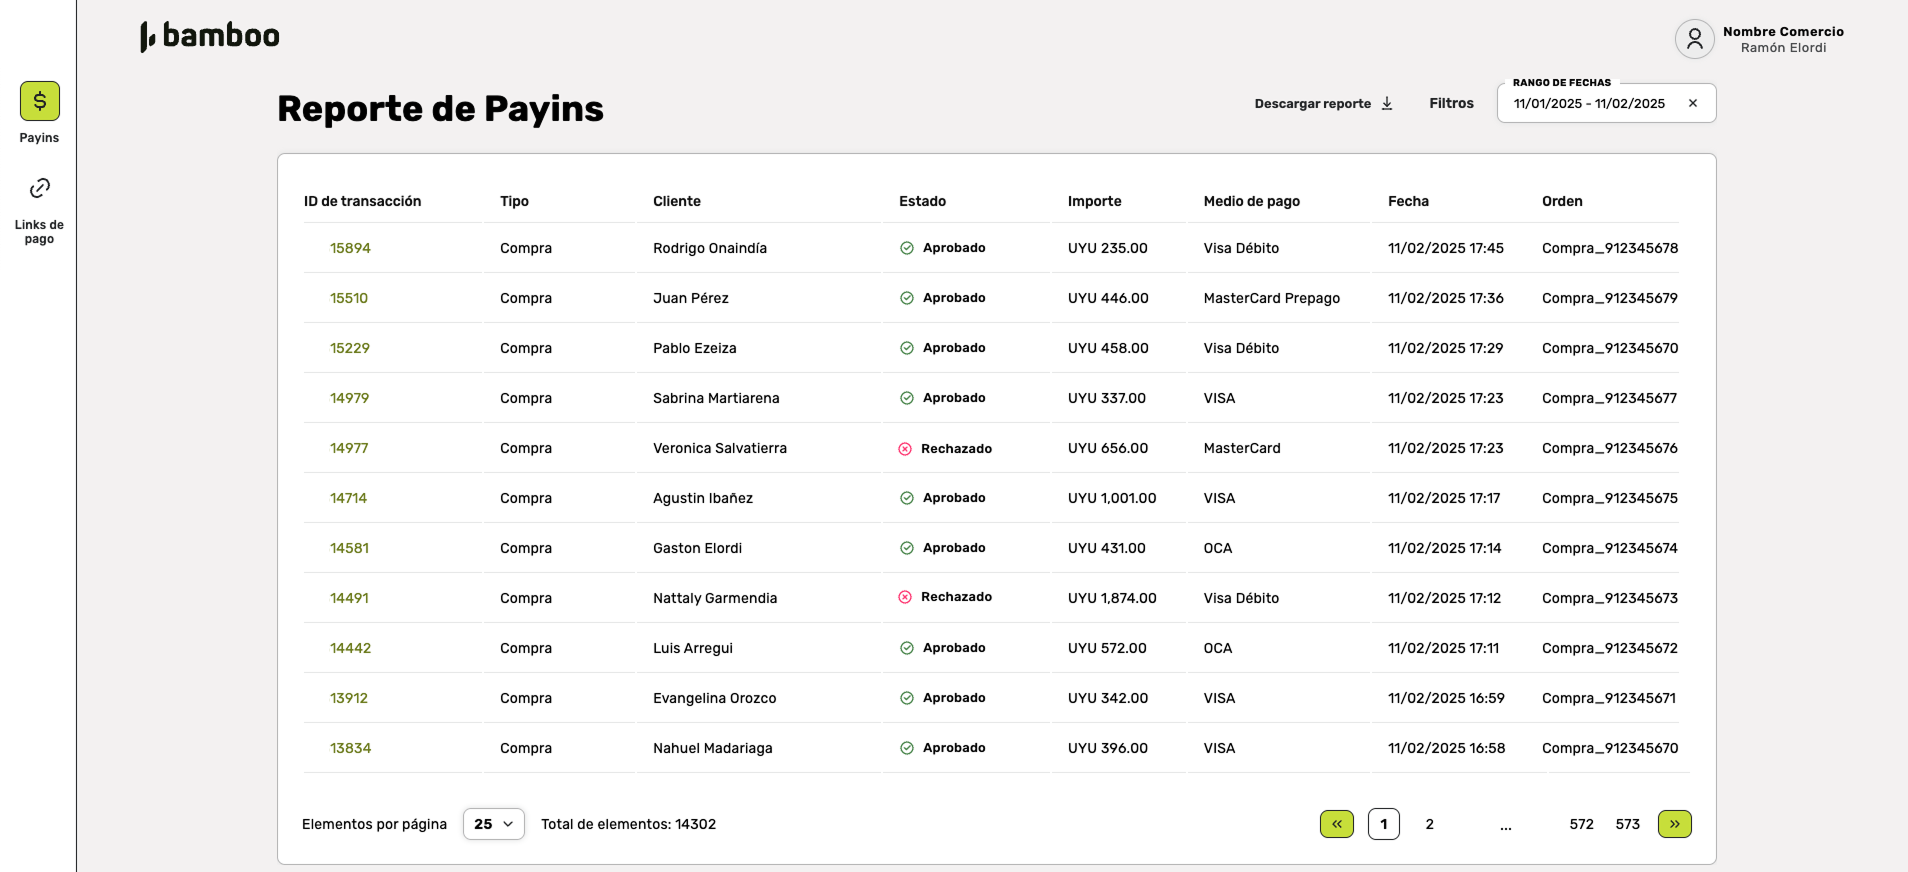 bamboo
Nombre Comercio
Ramón Elordi
$
Payins
Links de
pago
Reporte de Payins
Descargar reporte
Filtros
RANGO DE FECHAS
11/01/2025 - 11/02/2025 ×
ID de transacción Tipo Cliente Estado Importe Medio de pago Fecha Orden
15894 Compra Rodrigo Onaindía Aprobado UYU 235.00 Visa Débito 11/02/2025 17:45 Compra_912345678
15510 Compra Juan Pérez Aprobado UYU 446.00 MasterCard Prepago 11/02/2025 17:36 Compra_912345679
15229 Compra Pablo Ezeiza Aprobado UYU 458.00 Visa Débito 11/02/2025 17:29 Compra_912345670
14979 Compra Sabrina Martiarena Aprobado UYU 337.00 VISA 11/02/2025 17:23 Compra_912345677
14977 Compra Veronica Salvatierra Rechazado UYU 656.00 MasterCard 11/02/2025 17:23 Compra_912345676
14714 Compra Agustin Ibañez Aprobado UYU 1,001.00 VISA 11/02/2025 17:17 Compra_912345675
14581 Compra Gaston Elordi Aprobado UYU 431.00 OCA 11/02/2025 17:14 Compra_912345674
14491 Compra Nattaly Garmendia Rechazado UYU 1,874.00 Visa Débito 11/02/2025 17:12 Compra_912345673
14442 Compra Luis Arregui Aprobado UYU 572.00 OCA 11/02/2025 17:11 Compra_912345672
13912 Compra Evangelina Orozco Aprobado UYU 342.00 VISA 11/02/2025 16:59 Compra_912345671
13834 Compra Nahuel Madariaga Aprobado UYU 396.00 VISA 11/02/2025 16:58 Compra_912345670
Elementos por página 25 Total de elementos: 14302 « 1 2 ... 572 573 »